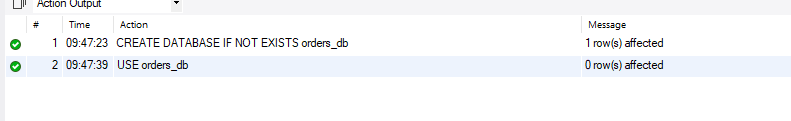 Action Output
# Time Action Message
1 09:47:23 CREATE DATABASE IF NOT EXISTS orders_db 1 row(s) affected
2 09:47:39 USE orders_db 0 row(s) affected